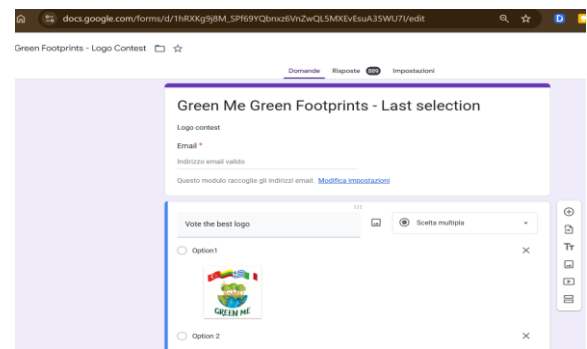 docs.google.com/forms/d/1hRXKg9j8M_SPf69YQbnxz6VnZwQL5MXEvEsuA35WU7I/edit
Green Footprints - Logo Contest
Domande Risposte 889 Impostazioni
Green Me Green Footprints - Last selection
Logo contest
Email *
Indirizzo email valido
Questo modulo raccoglie gli indirizzi email. Modifica impostazioni
Vote the best logo
Scelta multipla
Option1
GREEN ME
Option 2
Tт
D